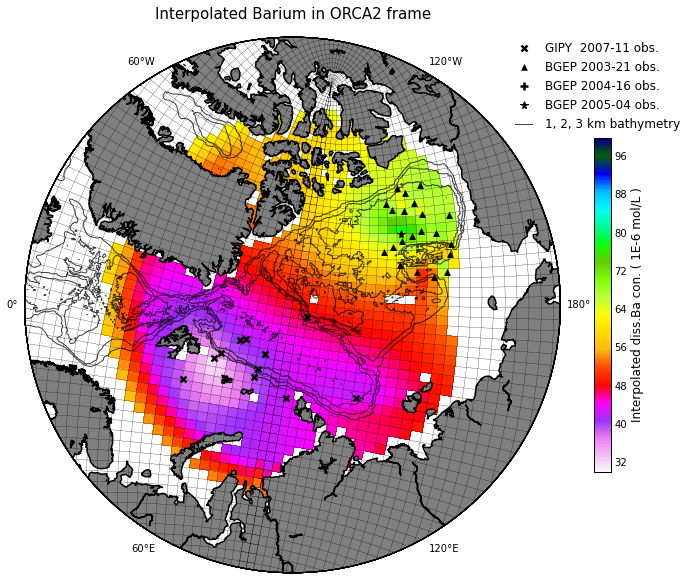 Interpolated Barium in ORCA2 frame
60°W
120°W
0°
180°
60°E
120°E
GIPY  2007-11 obs.
BGEP 2003-21 obs.
BGEP 2004-16 obs.
BGEP 2005-04 obs.
1, 2, 3 km bathymetry
96
88
80
72
64
56
48
40
32
Interpolated diss.Ba con. ( 1E-6 mol/L )